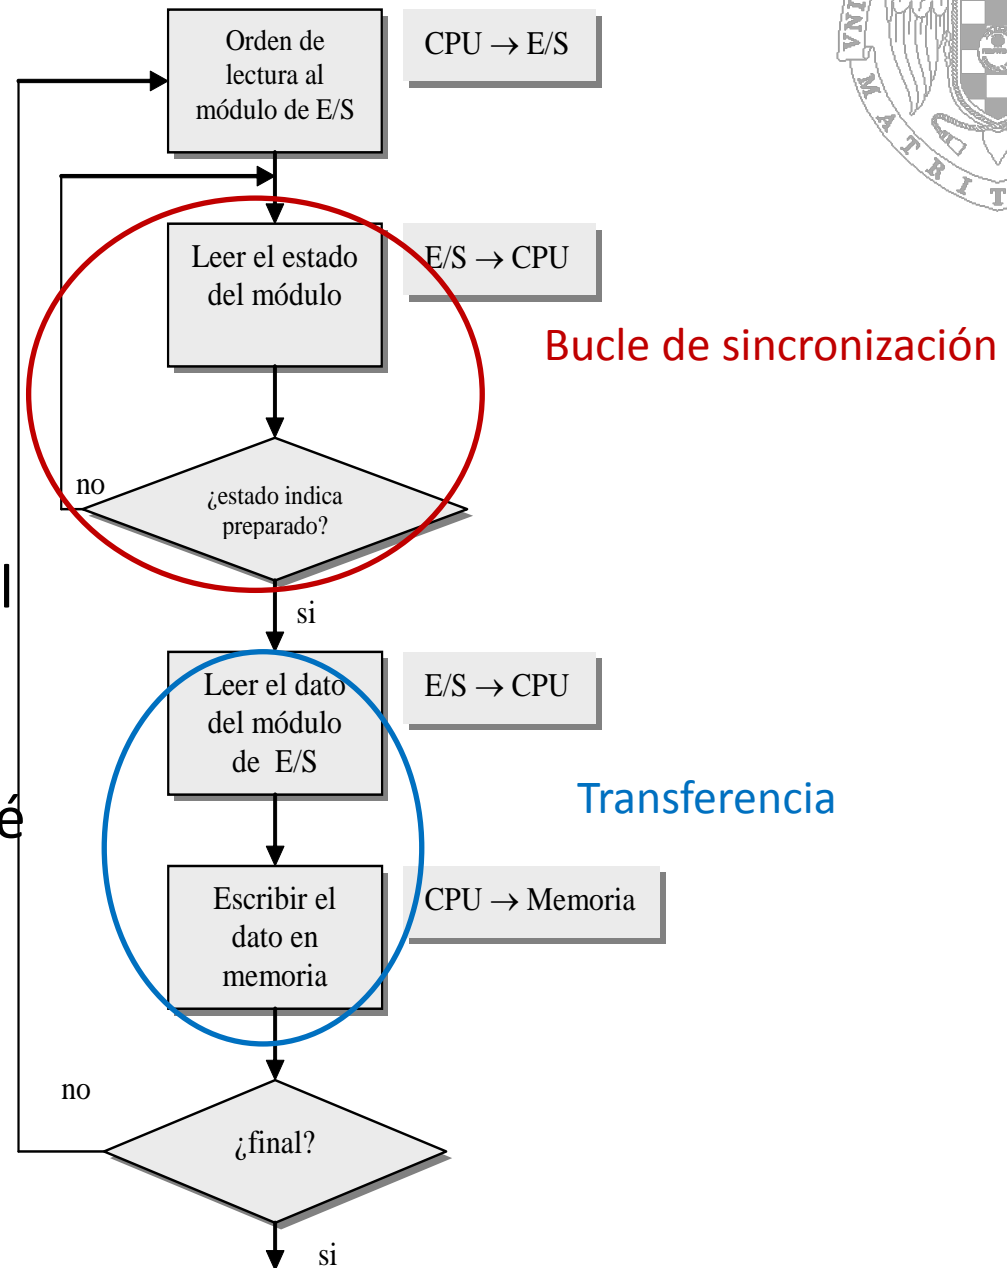 Orden de
lectura al
módulo de E/S
CPU → E/S
Leer el estado
del módulo
E/S → CPU
Bucle de sincronización
no
¿estado indica
preparado?
l
si
Leer el dato
del módulo
de E/S
E/S → CPU
Transferencia
é
Escribir el
dato en
memoria
CPU → Memoria
no
¿final?
si